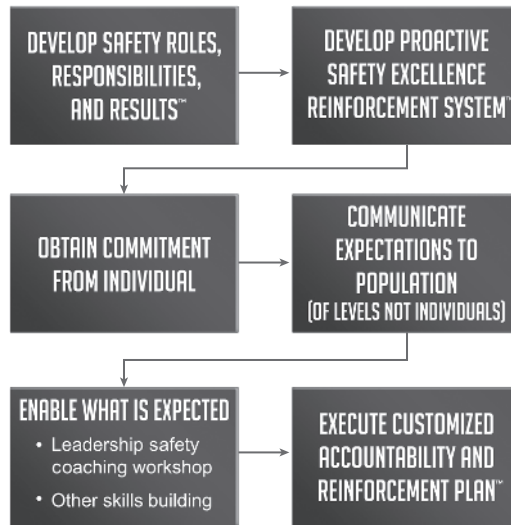 DEVELOP SAFETY ROLES,
RESPONSIBILITIES,
AND RESULTS™
DEVELOP PROACTIVE
SAFETY EXCELLENCE
REINFORCEMENT SYSTEM™
OBTAIN COMMITMENT
FROM INDIVIDUAL
COMMUNICATE
EXPECTATIONS TO
POPULATION
(OF LEVELS NOT INDIVIDUALS)
ENABLE WHAT IS EXPECTED
• Leadership safety
coaching workshop
• Other skills building
EXECUTE CUSTOMIZED
ACCOUNTABILITY AND
REINFORCEMENT PLAN™